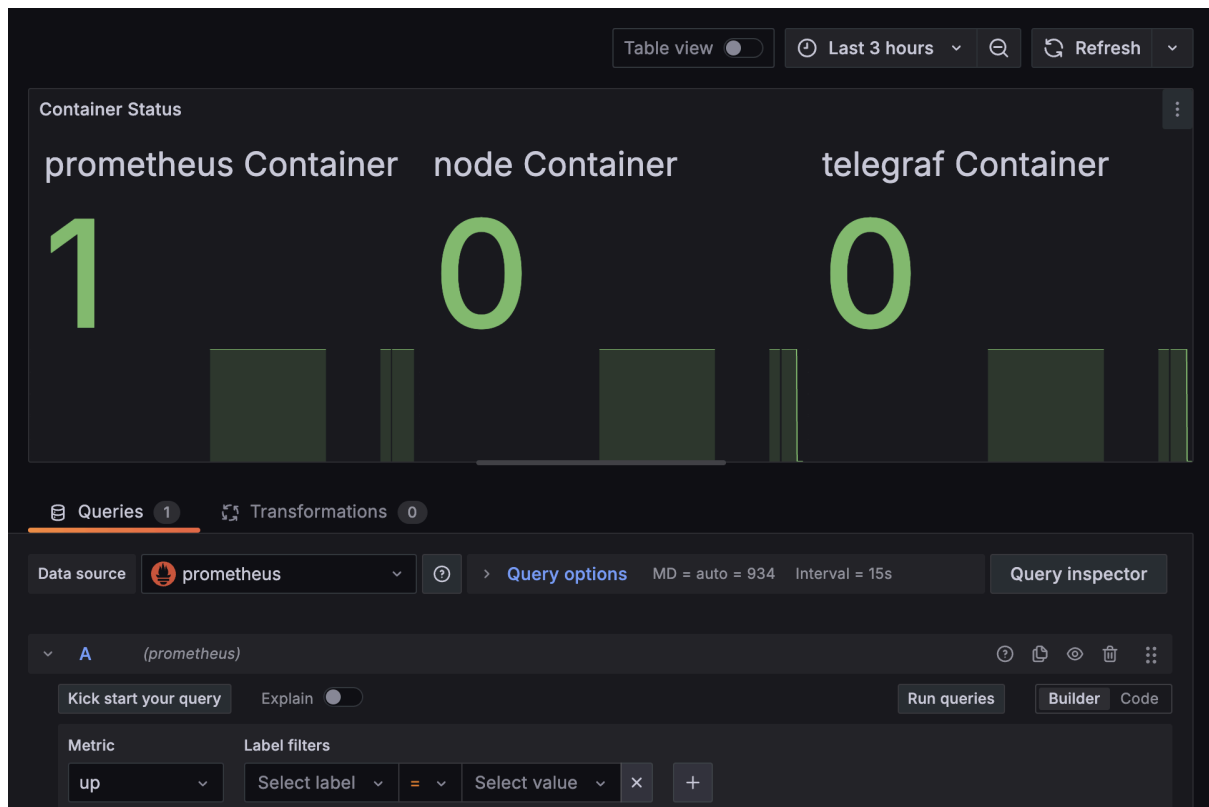 Table view Last 3 hours Refresh
Container Status
prometheus Container node Container telegraf Container
1 0 0
Queries 1 Transformations 0
Data source prometheus Query options MD = auto = 934 Interval = 15s Query inspector
A (prometheus)
Kick start your query Explain Run queries Builder Code
Metric Label filters
up Select label = Select value